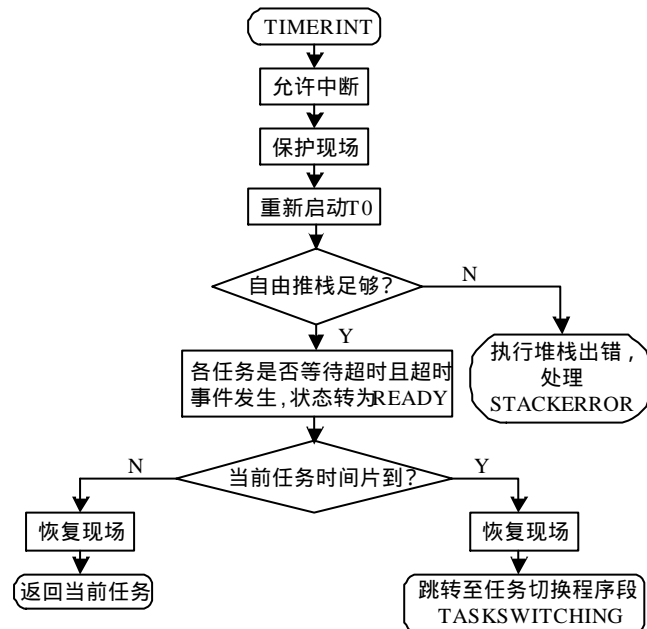 TIMERINT
允许中断
保护现场
重新启动T0
自由推栈足够?
N
Y
执行堆栈出错,
处理
STACKERROR
各任务是否等待超时且超时
事件发生,状态转为READY
N
当前任务时间片到?
Y
恢复现场
恢复现场
返回当前任务
跳转至任务切换程序段
TASKSWITCHING